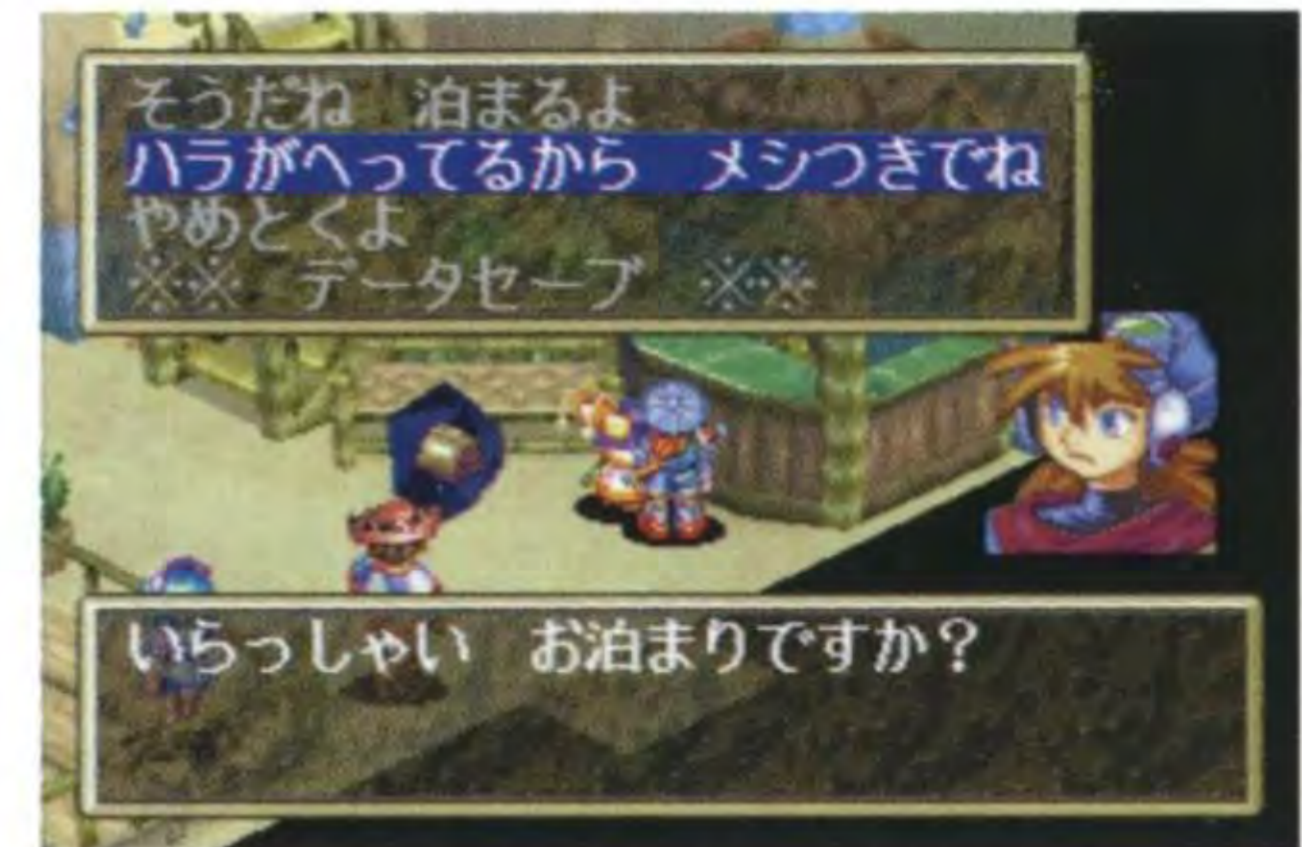 そうだね　泊まるよ
ハラがへってるから　メシつきでね
やめとくよ
※※　データセーブ　※※
いらっしゃい　お泊まりですか？